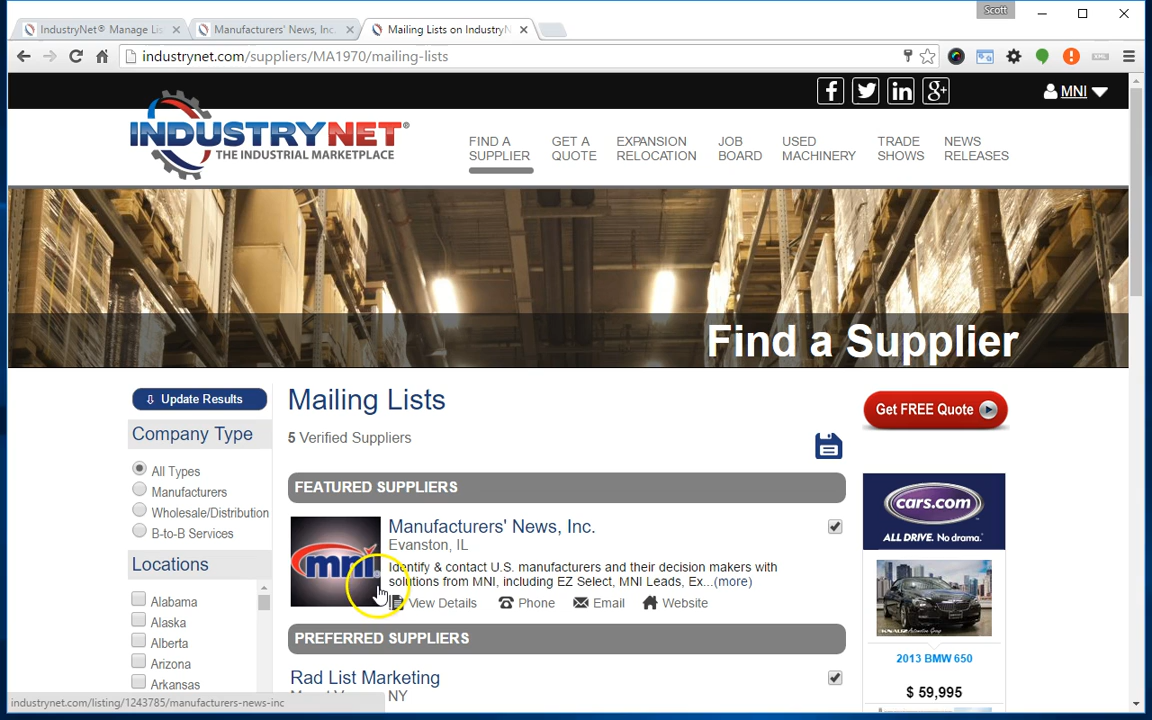 Scott
IndustryNet® Manage Lis
Manufacturers' News, Inc.
Mailing Lists on IndustryN
industrynet.com/suppliers/MA1970/mailing-lists
MNI
INDUSTRYNET®
THE INDUSTRIAL MARKETPLACE
FIND A
SUPPLIER
GET A
QUOTE
EXPANSION
RELOCATION
JOB
BOARD
USED
MACHINERY
TRADE
SHOWS
NEWS
RELEASES
Find a Supplier
Update Results
Company Type
All Types
Manufacturers
Wholesale/Distribution
B-to-B Services
Locations
Alabama
Alaska
Alberta
Arizona
Arkansas
Mailing Lists
5 Verified Suppliers
FEATURED SUPPLIERS
mni
Manufacturers' News, Inc.
Evanston, IL
Identify & contact U.S. manufacturers and their decision makers with
solutions from MNI, including EZ Select, MNI Leads, Ex...(more)
View Details Phone Email Website
PREFERRED SUPPLIERS
Rad List Marketing
NY
Get FREE Quote
cars.com
ALL DRIVE. No drama.
2013 BMW 650
$ 59,995
industrynet.com/listing/1243785/manufacturers-news-inc